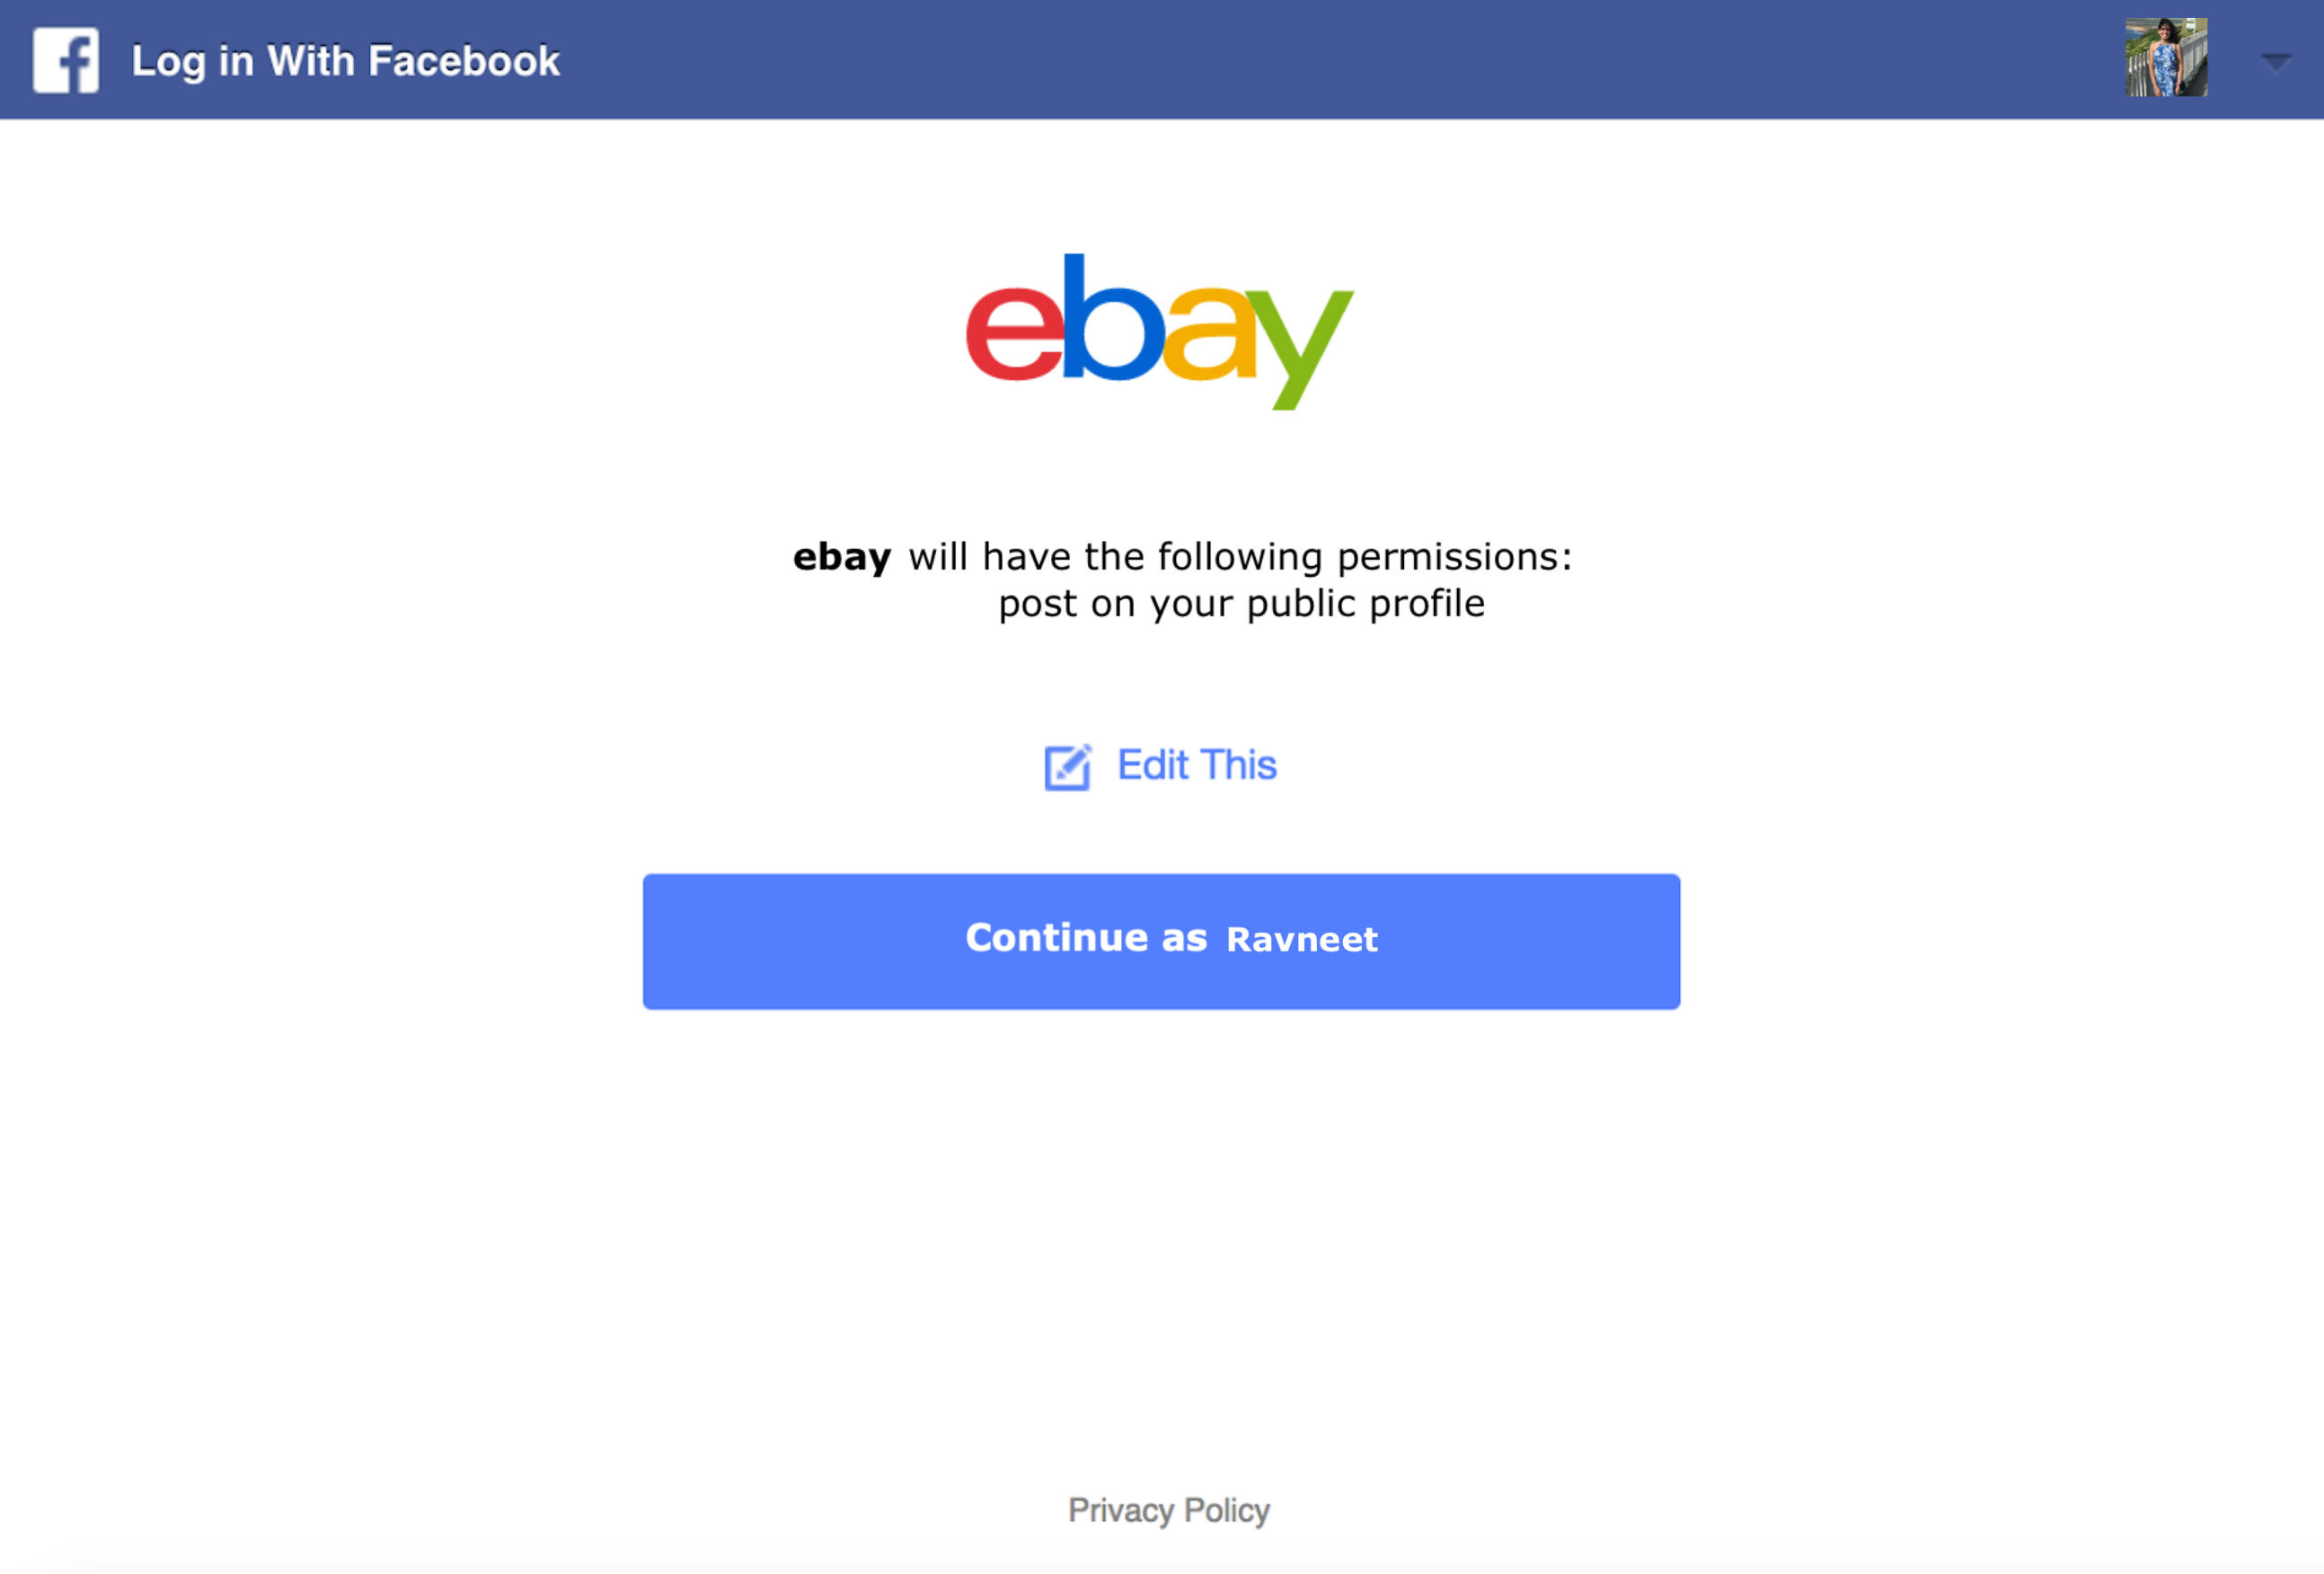 Log in With Facebook
ebay
ebay will have the following permissions:
post on your public profile
Edit This
Continue as Ravneet
Privacy Policy